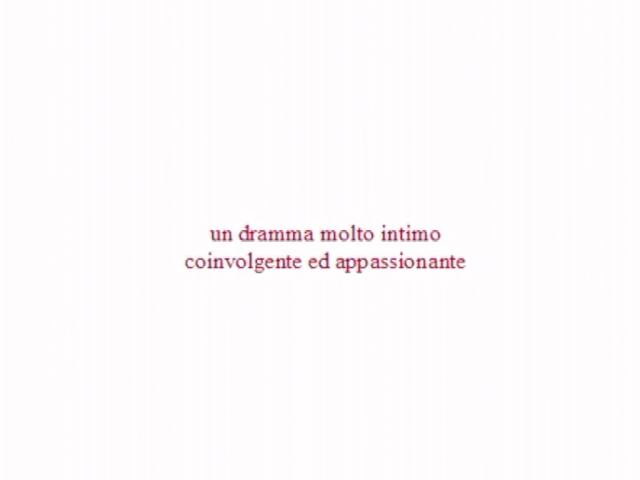 un dramma molto intimo
coinvolgente ed appassionante